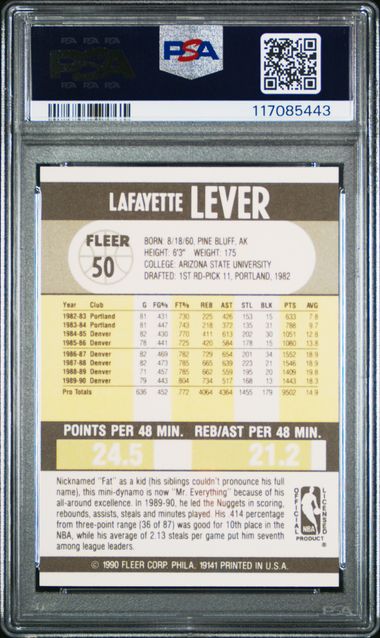 PSA
117085443
LAFAYETTE LEVER
FLEER
50
BORN: 8/18/60, PINE BLUFF, AK
HEIGHT: 6'3" WEIGHT: 175
COLLEGE: ARIZONA STATE UNIVERSITY
DRAFTED: 1ST RD-PICK 11, PORTLAND, 1982
Year Club G FG% FT% REB AST STL BLK PTS AVG
1982-83 Portland 81 .431 .730 225 426 153 15 633 7.8
1983-84 Portland 81 .447 .743 218 372 135 31 788 9.7
1984-85 Denver 82 .430 .770 411 613 202 30 1051 12.8
1985-86 Denver 78 .441 .725 420 584 178 15 1080 13.8
1986-87 Denver 82 .469 .782 729 654 201 34 1552 18.9
1987-88 Denver 82 .473 .785 665 639 223 21 1546 18.9
1988-89 Denver 71 .457 .785 662 559 195 20 1409 19.8
1989-90 Denver 79 .443 .804 734 517 168 13 1443 18.3
Pro Totals 636 .452 .772 4064 4364 1455 179 9502 14.9
POINTS PER 48 MIN. REB/AST PER 48 MIN.
24.5 21.2
Nicknamed "Fat" as a kid (his siblings couldn't pronounce his full
name), this mini-dynamo is now "Mr. Everything" because of his
all-around excellence. In 1989-90, he led the Nuggets in scoring,
rebounds, assists, steals and minutes played. His .414 percentage
from three-point range (36 of 87) was good for 10th place in the
NBA, while his average of 2.13 steals per game put him seventh
among league leaders.
OFFICIAL LICENSED
NBA
PRODUCT ®
© 1990 FLEER CORP. PHILA. 19141 PRINTED IN U.S.A.